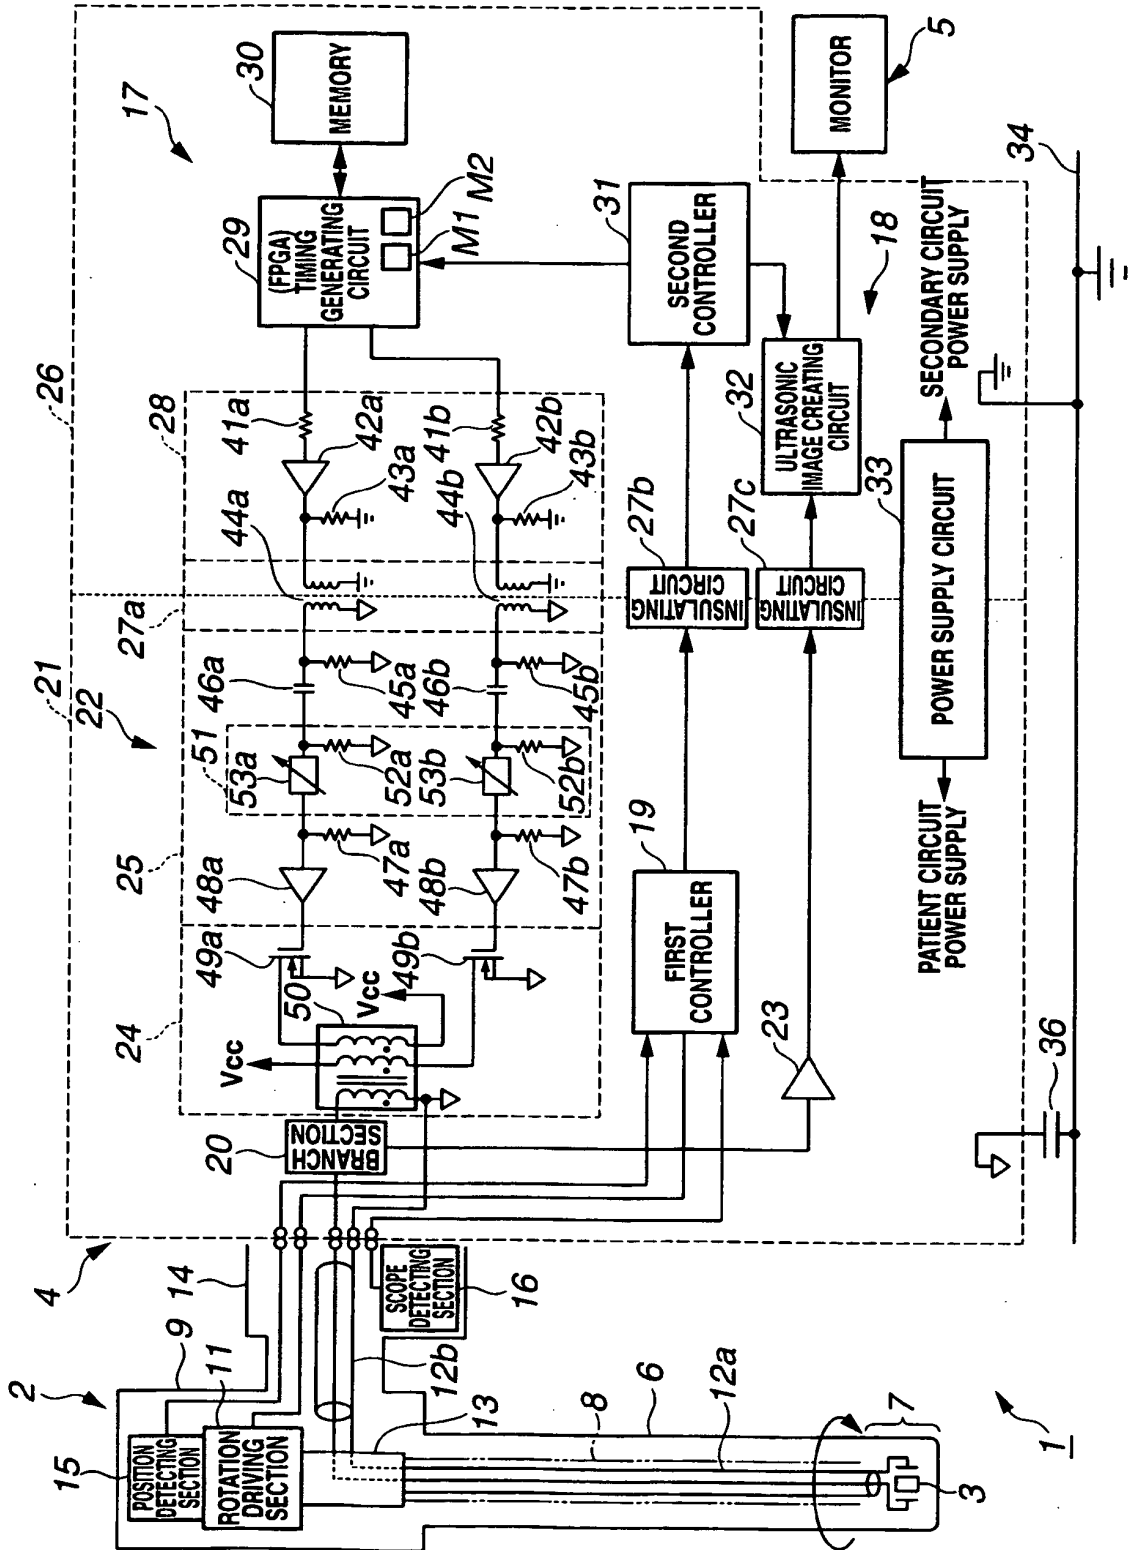 26
17
30
MEMORY
29
(FPGA)
TIMING
GENERATING
CIRCUIT
M1
M2
31
SECOND
CONTROLLER
MONITOR
5
28
41a
42a
43a
44a
41b
42b
43b
44b
32
ULTRASONIC
IMAGE CREATING
CIRCUIT
18
34
27a
27b
INSULATING
CIRCUIT
27c
INSULATING
CIRCUIT
SECONDARY CIRCUIT
POWER SUPPLY
33
POWER SUPPLY CIRCUIT
PATIENT CIRCUIT
POWER SUPPLY
21
22
46a
45a
46b
45b
51
53a
52a
53b
52b
25
48a
47a
48b
47b
19
FIRST
CONTROLLER
24
49a
49b
50
Vcc
Vcc
23
36
20
BRANCH
SECTION
4
14
9
2
11
15
POSITION
DETECTING
SECTION
ROTATION
DRIVING
SECTION
SCOPE
DETECTING
SECTION
16
12b
13
8
6
12a
7
3
1